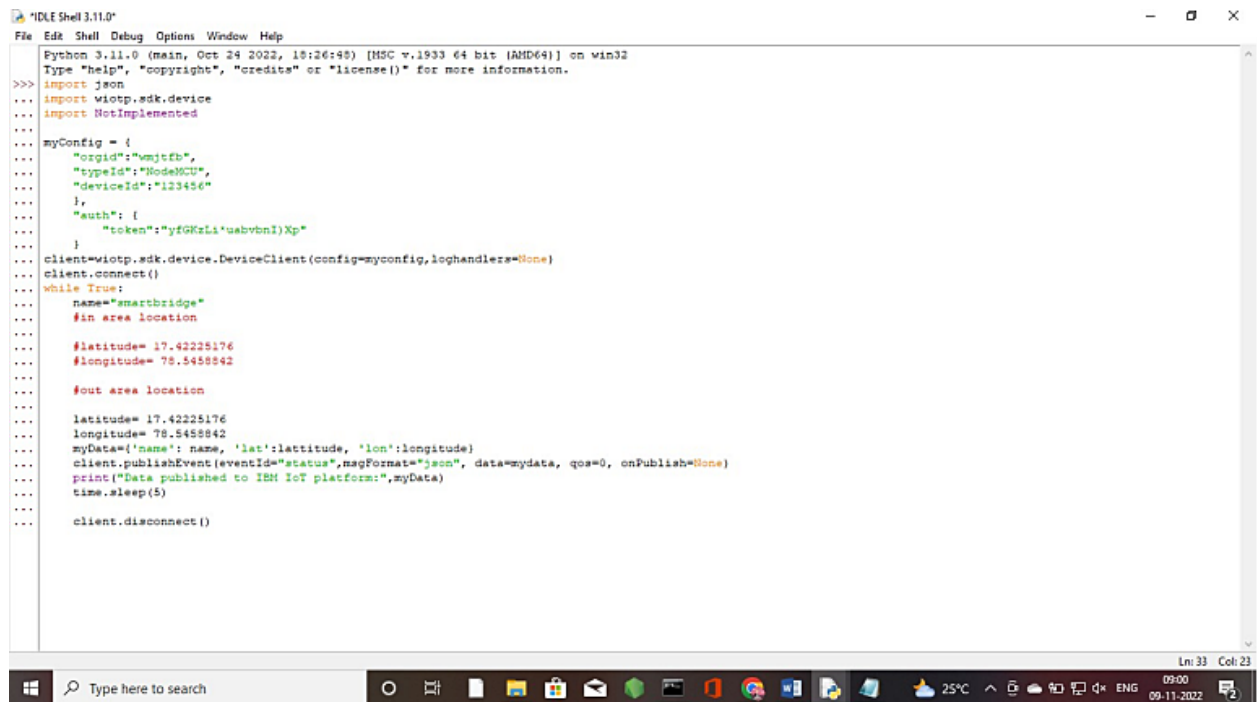 *IDLE Shell 3.11.0*
File Edit Shell Debug Options Window Help
Python 3.11.0 (main, Oct 24 2022, 18:26:48) [MSC v.1933 64 bit (AMD64)] on win32
Type "help", "copyright", "credits" or "license()" for more information.
>>> import json
... import wiotp.sdk.device
... import NotImplemented
...
... myConfig = {
...     "orgid":"wmjtfb",
...     "typeId":"NodeMCU",
...     "deviceId":"123456"
...     },
...     "auth": {
...         "token":"yfGKzLi*uabvbnI)Xp"
...     }
... client=wiotp.sdk.device.DeviceClient(config=myconfig,loghandlers=None)
... client.connect()
... while True:
...     name="smartbridge"
...     #in area location
...
...     #latitude= 17.42225176
...     #longitude= 78.5458842
...
...     #out area location
...
...     latitude= 17.42225176
...     longitude= 78.5458842
...     myData={'name': name, 'lat':lattitude, 'lon':longitude}
...     client.publishEvent(eventId="status",msgFormat="json", data=mydata, qos=0, onPublish=None)
...     print("Data published to IBM IoT platform:",myData)
...     time.sleep(5)
...
...     client.disconnect()
Ln: 33 Col: 23
Type here to search
25°C
ENG
09:00
09-11-2022
2